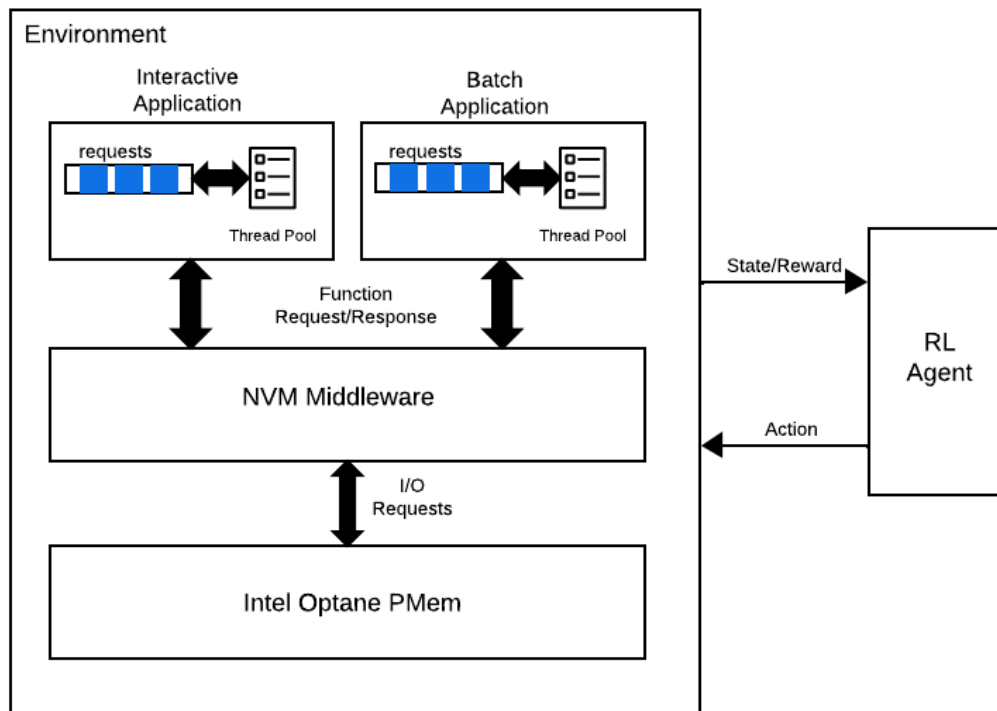 Environment
Interactive
Application
Batch
Application
requests
requests
Thread Pool
Thread Pool
State/Reward
Function
Request/Response
RL
Agent
NVM Middleware
Action
I/O
Requests
Intel Optane PMem